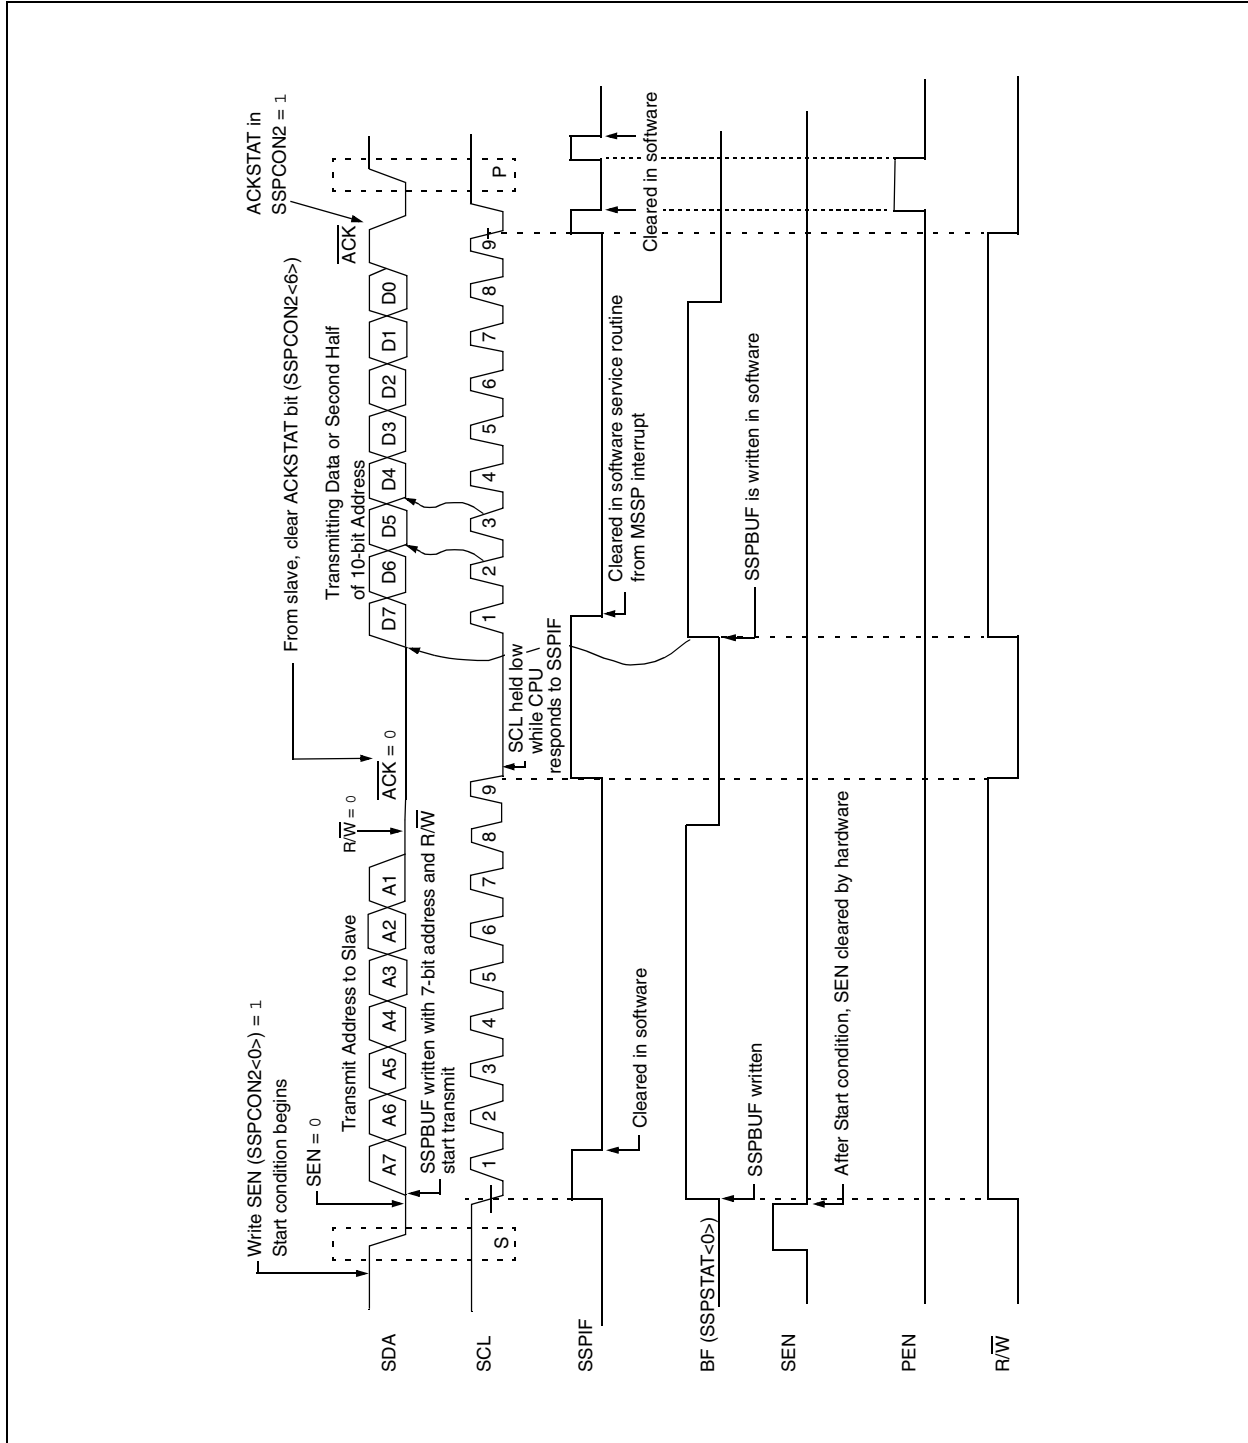 Write SEN (SSPCON2<0>) = 1
Start condition begins
From slave, clear ACKSTAT bit (SSPCON2<6>)
ACKSTAT in
SSPCON2 = 1
SEN = 0
Transmit Address to Slave
R/W = 0
ACK = 0
Transmitting Data or Second Half
of 10-bit Address
ACK
SDA
A7 A6 A5 A4 A3 A2 A1
D7 D6 D5 D4 D3 D2 D1 D0
SSPBUF written with 7-bit address and R/W
start transmit
SCL
S
1 2 3 4 5 6 7 8 9
1 2 3 4 5 6 7 8 9
P
SCL held low
while CPU
responds to SSPIF
SSPIF
Cleared in software
Cleared in software service routine
from MSSP interrupt
Cleared in software
BF (SSPSTAT<0>)
SSPBUF written
SSPBUF is written in software
SEN
After Start condition, SEN cleared by hardware
PEN
R/W